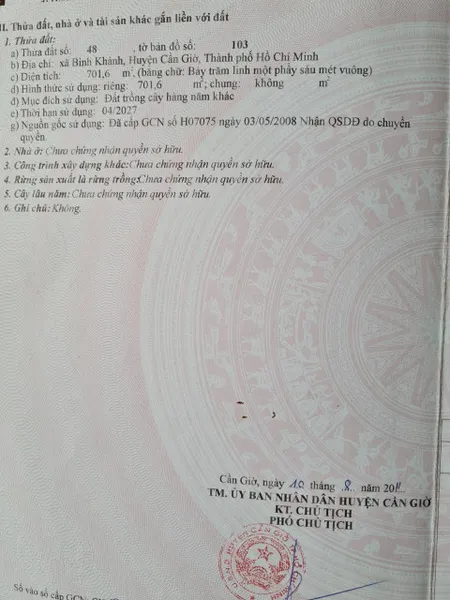 II. Thửa đất, nhà ở và tài sản khác gắn liền với đất
1. Thửa đất:
a) Thửa đất số: 48 , tờ bản đồ số: 103
b) Địa chỉ: xã Bình Khánh, Huyện Cần Giờ, Thành phố Hồ Chí Minh
c) Diện tích: 701,6 m², (bằng chữ: Bảy trăm linh một phẩy sáu mét vuông)
d) Hình thức sử dụng: riêng: 701,6 m²; chung: không m²
đ) Mục đích sử dụng: Đất trồng cây hàng năm khác
e) Thời hạn sử dụng: 04/2027
g) Nguồn gốc sử dụng: Đã cấp GCN số H07075 ngày 03/05/2008 Nhận QSDĐ do chuyển
quyền.
2. Nhà ở: Chưa chứng nhận quyền sở hữu.
3. Công trình xây dựng khác:Chưa chứng nhận quyền sở hữu.
4. Rừng sản xuất là rừng trồng:Chưa chứng nhận quyền sở hữu.
5. Cây lâu năm: Chưa chứng nhận quyền sở hữu.
6. Ghi chú: Không.
Cần Giờ, ngày 10 tháng 8 năm 2011
TM. ỦY BAN NHÂN DÂN HUYỆN CẦN GIỜ
KT. CHỦ TỊCH
PHÓ CHỦ TỊCH
Số vào sổ cấp GCN: